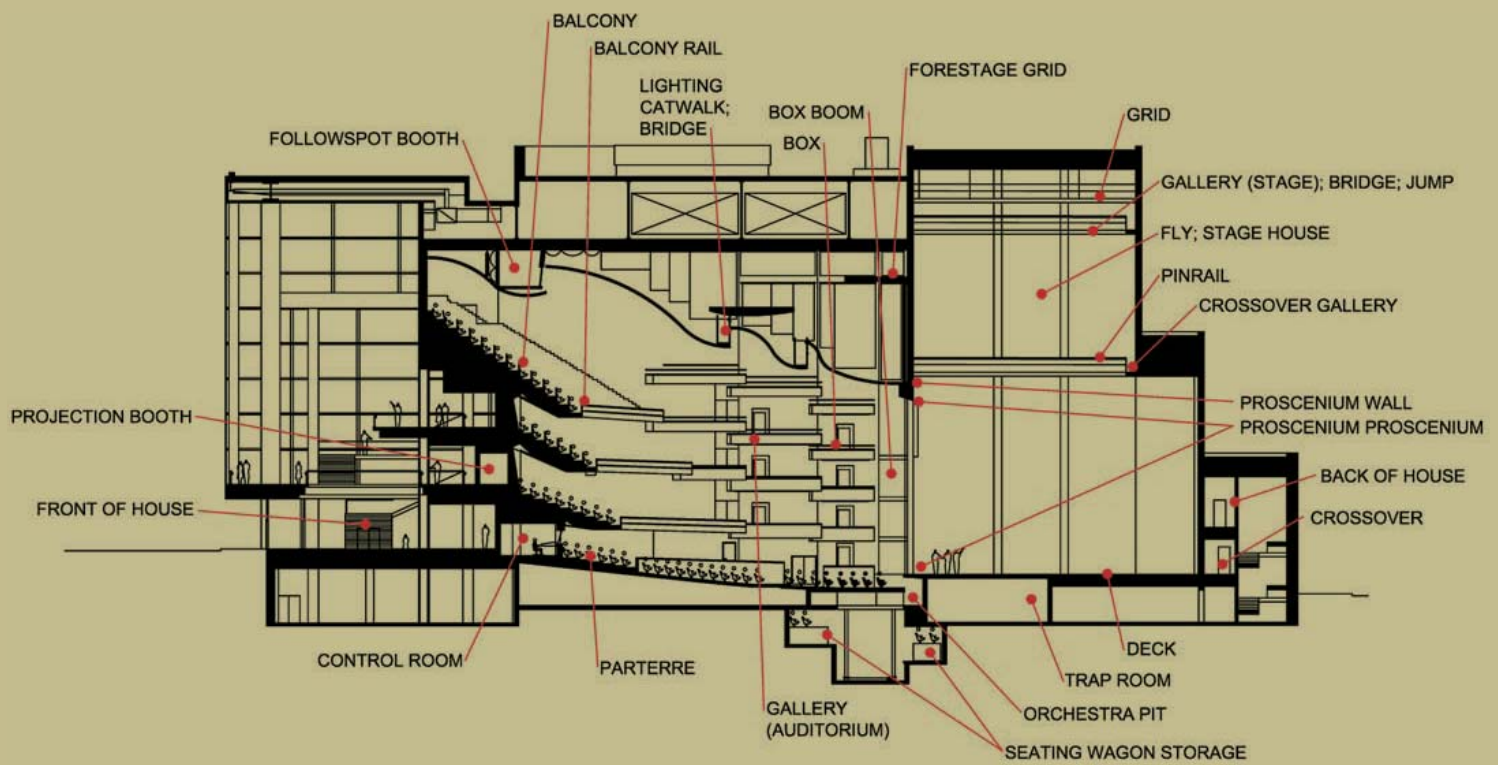 BALCONY
BALCONY RAIL
FORESTAGE GRID
LIGHTING
CATWALK;
BRIDGE
BOX BOOM
GRID
FOLLOWSPOT BOOTH
BOX
GALLERY (STAGE); BRIDGE; JUMP
FLY; STAGE HOUSE
PINRAIL
CROSSOVER GALLERY
PROJECTION BOOTH
PROSCENIUM WALL
PROSCENIUM PROSCENIUM
FRONT OF HOUSE
BACK OF HOUSE
CROSSOVER
CONTROL ROOM
PARTERRE
DECK
TRAP ROOM
GALLERY
(AUDITORIUM)
ORCHESTRA PIT
SEATING WAGON STORAGE